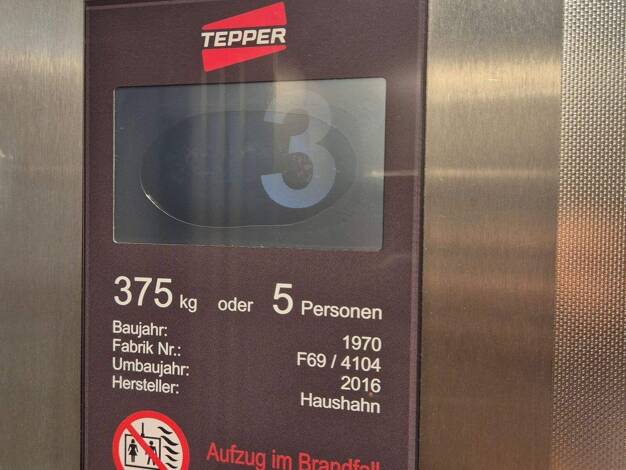 TEPPER
3
375 kg oder 5 Personen
Baujahr: 1970
Fabrik Nr.: F69 / 4104
Umbaujahr: 2016
Hersteller: Haushahn
Aufzug im Brandfall